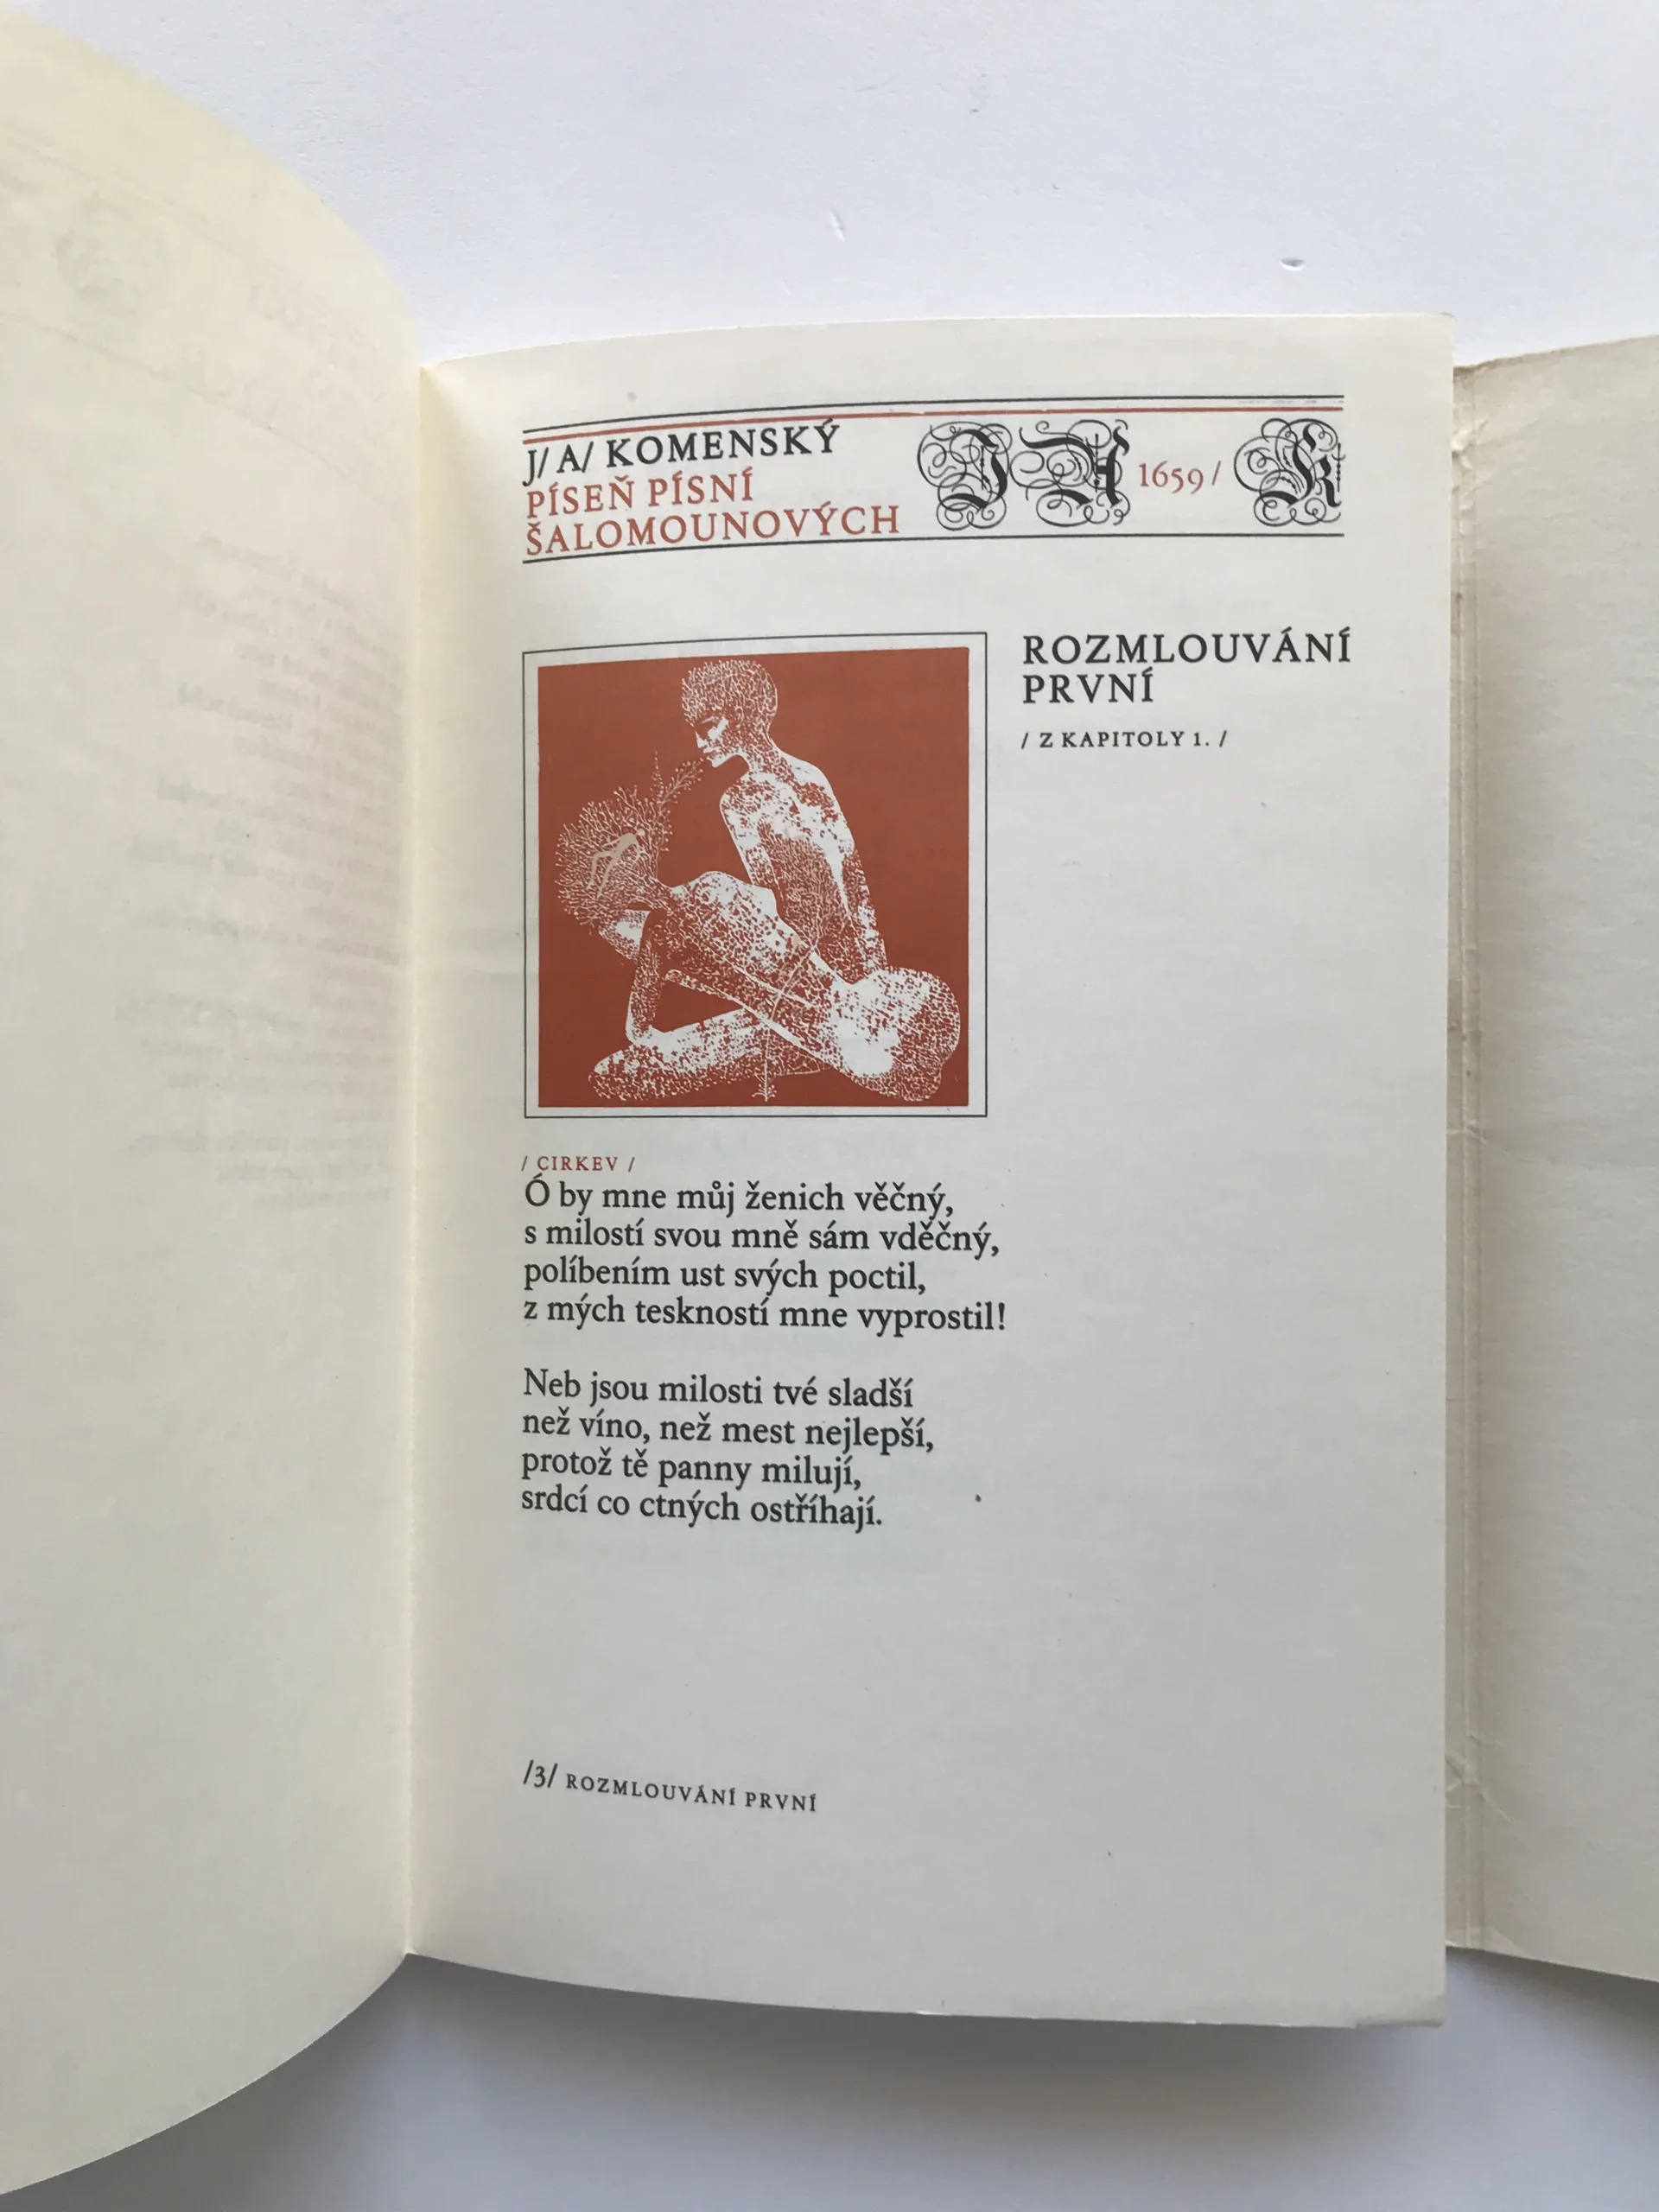 J/ A/ KOMENSKÝ
PÍSEŇ PÍSNÍ
ŠALOMOUNOVÝCH
J A 1659 / K
ROZMLOUVÁNÍ
PRVNÍ
/ Z KAPITOLY 1. /
/ CIRKEV /
Ó by mne můj ženich věčný,
s milostí svou mně sám vděčný,
políbením ust svých poctil,
z mých teskností mne vyprostil!
Neb jsou milosti tvé sladší
než víno, než mest nejlepší,
protož tě panny milují,
srdcí co ctných ostříhají.
/3/ ROZMLOUVÁNÍ PRVNÍ